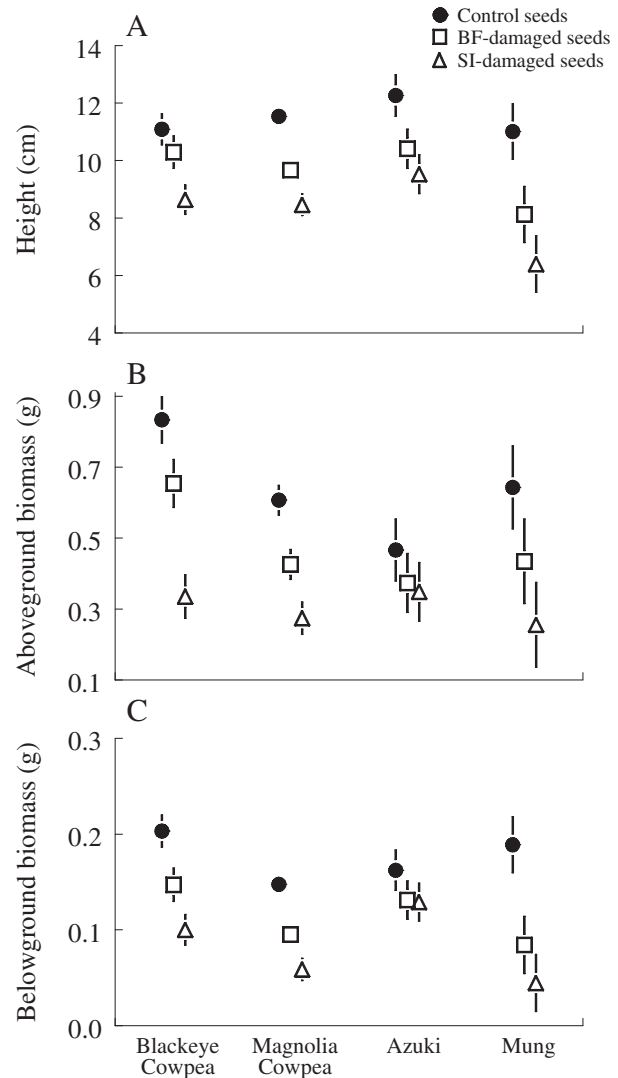 A
Control seeds
BF-damaged seeds
SI-damaged seeds
14
12
10
8
6
4
Height (cm)
B
0.9
0.7
0.5
0.3
0.1
Aboveground biomass (g)
C
0.3
0.2
0.1
0.0
Belowground biomass (g)
Blackeye
Cowpea
Magnolia
Cowpea
Azuki
Mung